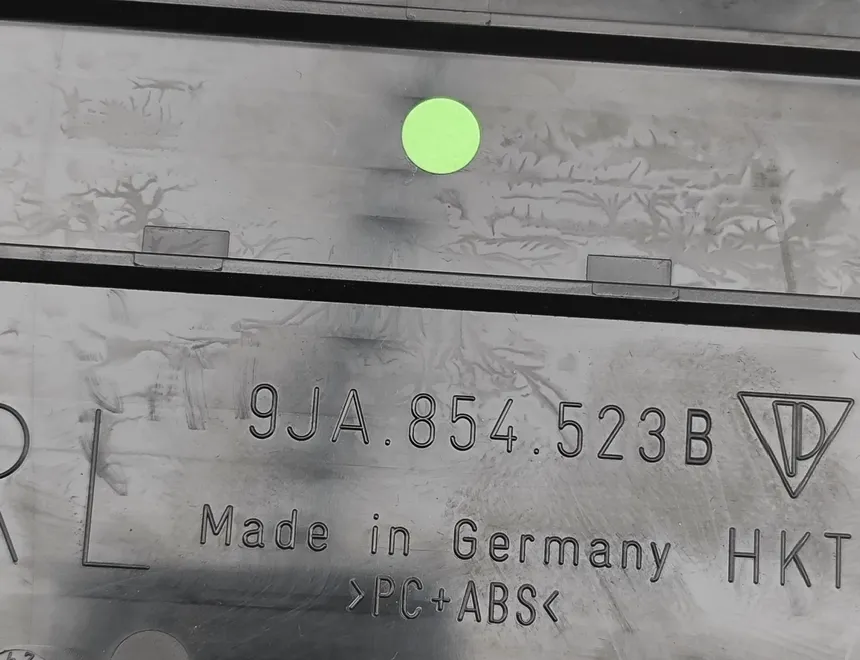 9JA.854.523B
L
Made in Germany HKT
>PC+ABS<